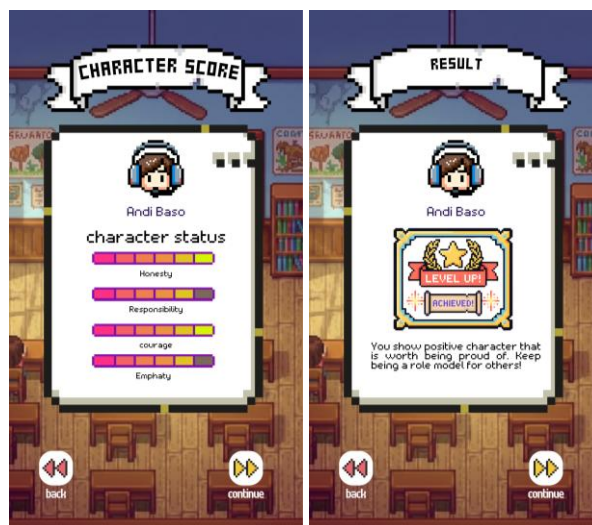 CHARACTER SCORE
Andi Baso
character status
Honesty
Responsibility
courage
Emphaty
back
continue
RESULT
Andi Baso
LEVEL UP!
ACHIEVED!
You show positive character that
is worth being proud of. Keep
being a role model for others!
back
continue